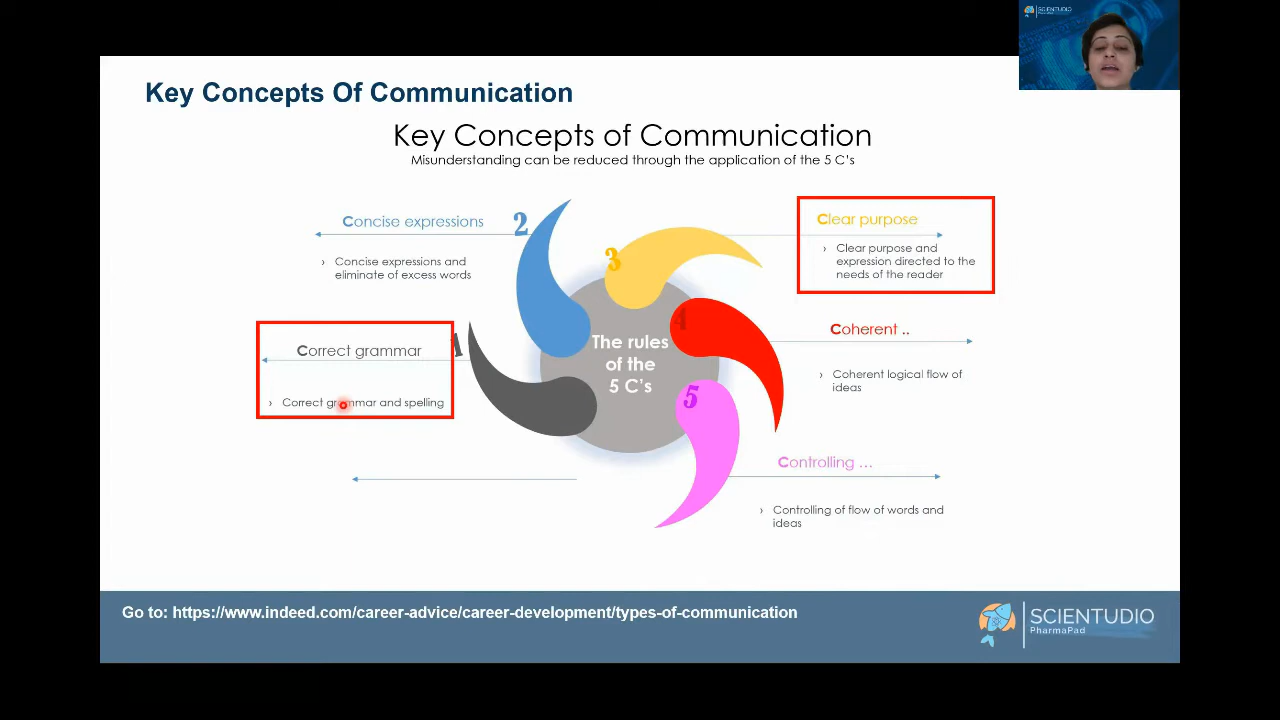 SCIENTUDIO
Key Concepts Of Communication
Key Concepts of Communication
Misunderstanding can be reduced through the application of the 5 C's
Concise expressions
2
› Concise expressions and
eliminate of excess words
3
Clear purpose
› Clear purpose and
expression directed to the
needs of the reader
Correct grammar
1
› Correct grammar and spelling
The rules
of the
5 C's
4
Coherent ..
› Coherent logical flow of
ideas
5
Controlling ...
› Controlling of flow of words and
ideas
Go to: https://www.indeed.com/career-advice/career-development/types-of-communication
SCIENTUDIO
PharmaPad